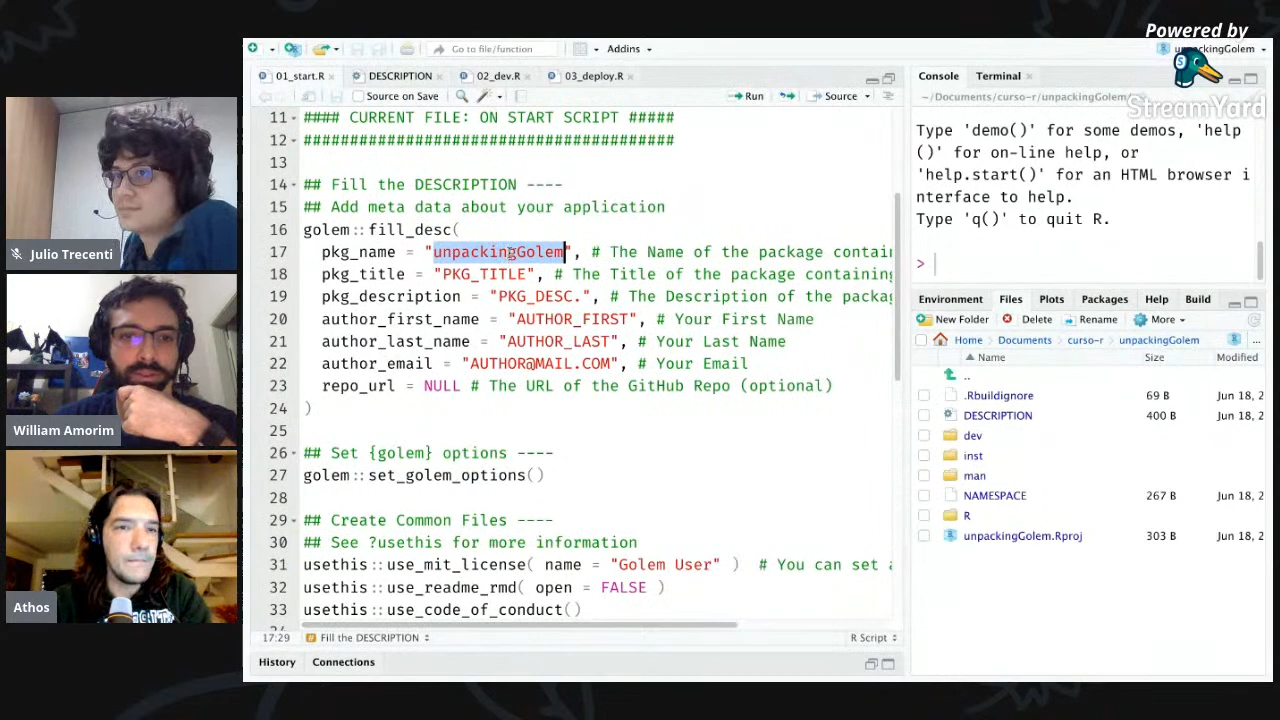 Powered by
StreamYard
Julio Trecenti
William Amorim
Athos
Go to file/function
Addins
unpackingGolem
01_start.R
DESCRIPTION
02_dev.R
03_deploy.R
Source on Save
Run
Source
11 #### CURRENT FILE: ON START SCRIPT #####
12 ########################################
13
14 ## Fill the DESCRIPTION ----
15 ## Add meta data about your application
16 golem::fill_desc(
17 pkg_name = "unpackingGolem", # The Name of the package contain
18 pkg_title = "PKG_TITLE", # The Title of the package containing
19 pkg_description = "PKG_DESC.", # The Description of the packag
20 author_first_name = "AUTHOR_FIRST", # Your First Name
21 author_last_name = "AUTHOR_LAST", # Your Last Name
22 author_email = "AUTHOR@MAIL.COM", # Your Email
23 repo_url = NULL # The URL of the GitHub Repo (optional)
24 )
25
26 ## Set {golem} options ----
27 golem::set_golem_options()
28
29 ## Create Common Files ----
30 ## See ?usethis for more information
31 usethis::use_mit_license( name = "Golem User" ) # You can set a
32 usethis::use_readme_rmd( open = FALSE )
33 usethis::use_code_of_conduct()
17:29 # Fill the DESCRIPTION
R Script
History
Connections
Console
Terminal
~/Documents/curso-r/unpackingGolem/
Type 'demo()' for some demos, 'help
()' for on-line help, or
'help.start()' for an HTML browser i
nterface to help.
Type 'q()' to quit R.
>
Environment
Files
Plots
Packages
Help
Build
New Folder
Delete
Rename
More
Home
Documents
curso-r
unpackingGolem
...
Name
Size
Modified
..
.Rbuildignore 69 B Jun 18, 2
DESCRIPTION 400 B Jun 18, 2
dev
inst
man
NAMESPACE 267 B Jun 18, 2
R
unpackingGolem.Rproj 303 B Jun 18, 2